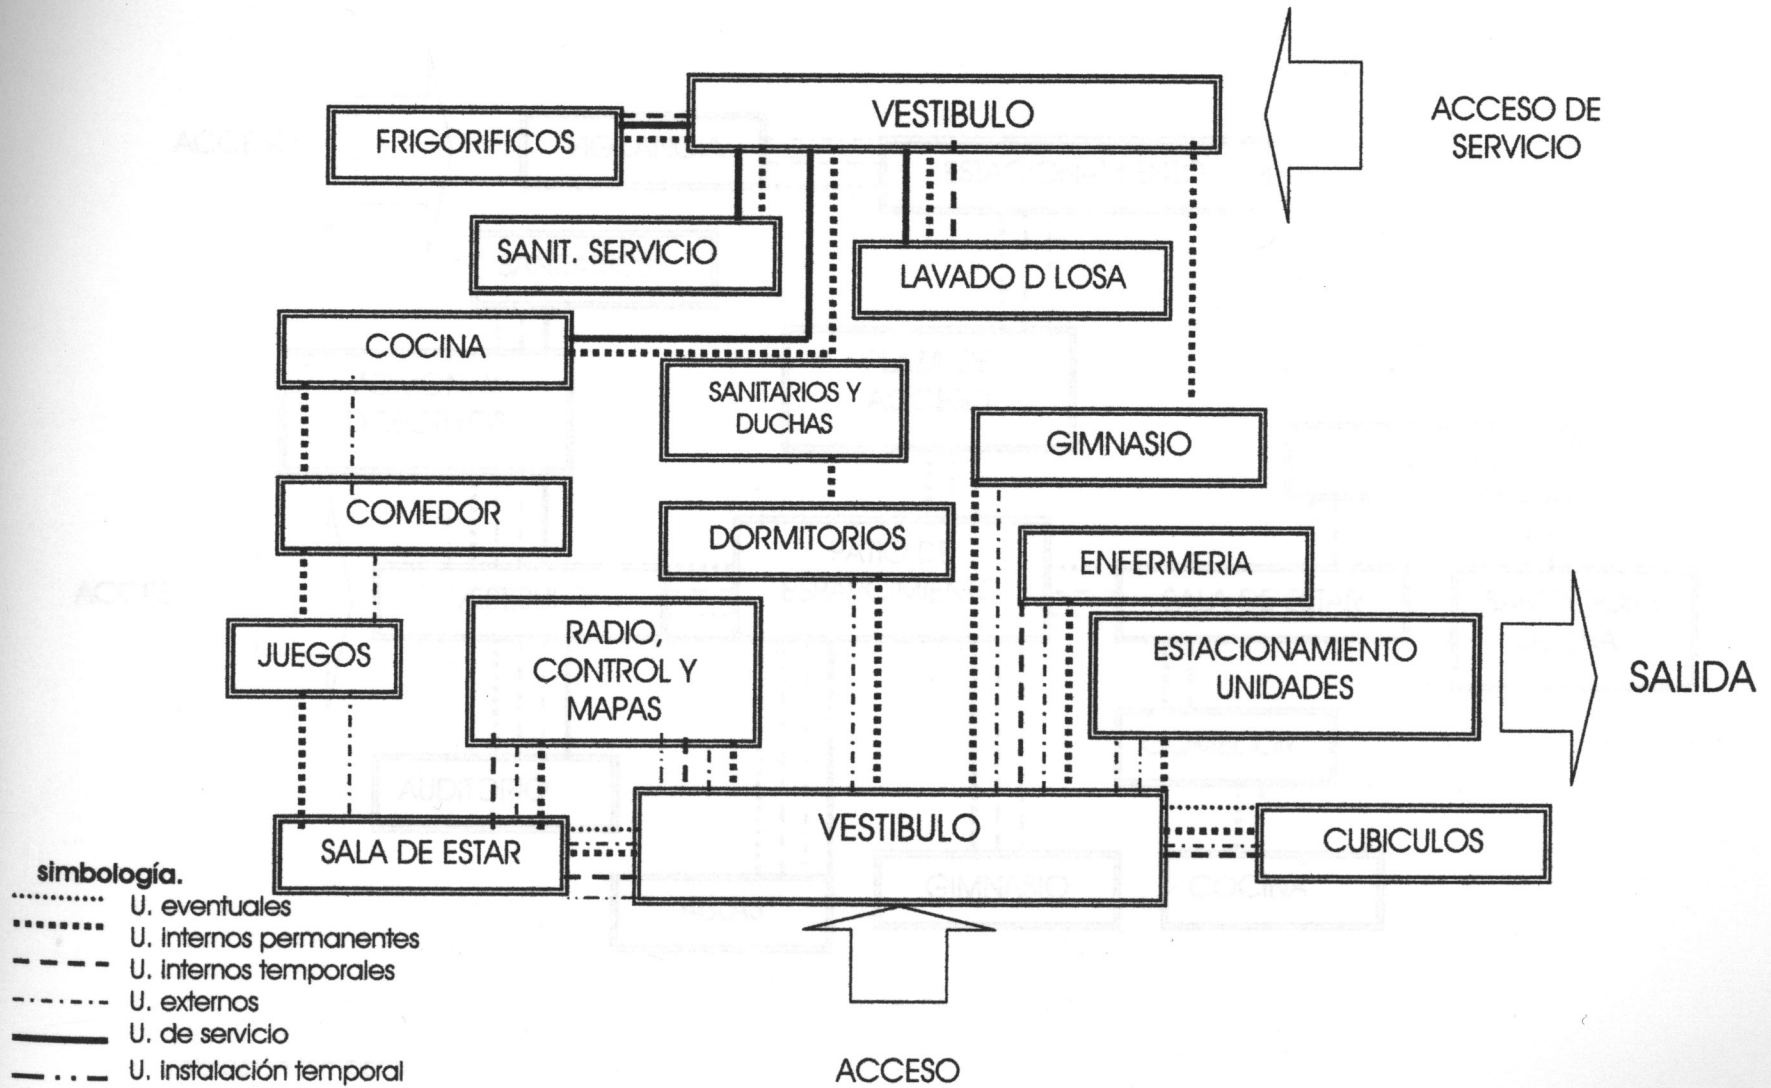 VESTIBULO
ACCESO DE
SERVICIO
FRIGORIFICOS
SANIT. SERVICIO
LAVADO D LOSA
COCINA
SANITARIOS Y
DUCHAS
GIMNASIO
COMEDOR
DORMITORIOS
ENFERMERIA
JUEGOS
RADIO,
CONTROL Y
MAPAS
ESTACIONAMIENTO
UNIDADES
SALIDA
SALA DE ESTAR
VESTIBULO
CUBICULOS
simbología.
U. eventuales
U. internos permanentes
U. internos temporales
U. externos
U. de servicio
U. instalación temporal
ACCESO